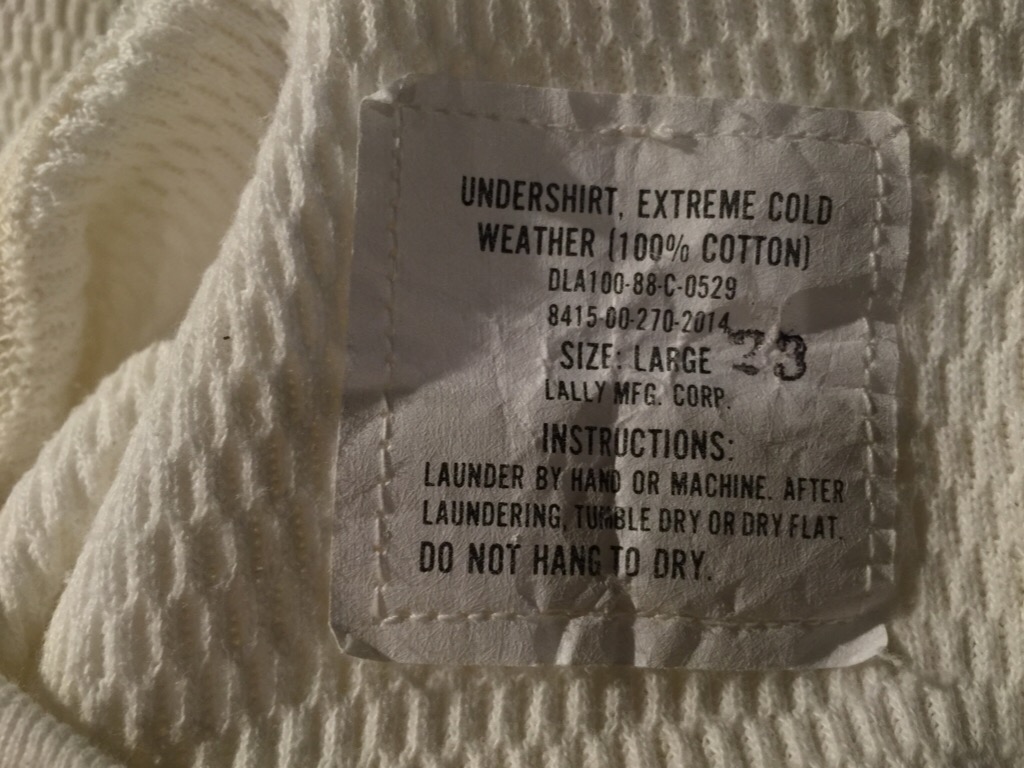 UNDERSHIRT, EXTREME COLD
WEATHER (100% COTTON)
DLA100-88-C-0529
8415-00-270-2014
SIZE: LARGE
LALLY MFG. CORP.
INSTRUCTIONS:
LAUNDER BY HAND OR MACHINE. AFTER
LAUNDERING, TUMBLE DRY OR DRY FLAT.
DO NOT HANG TO DRY.